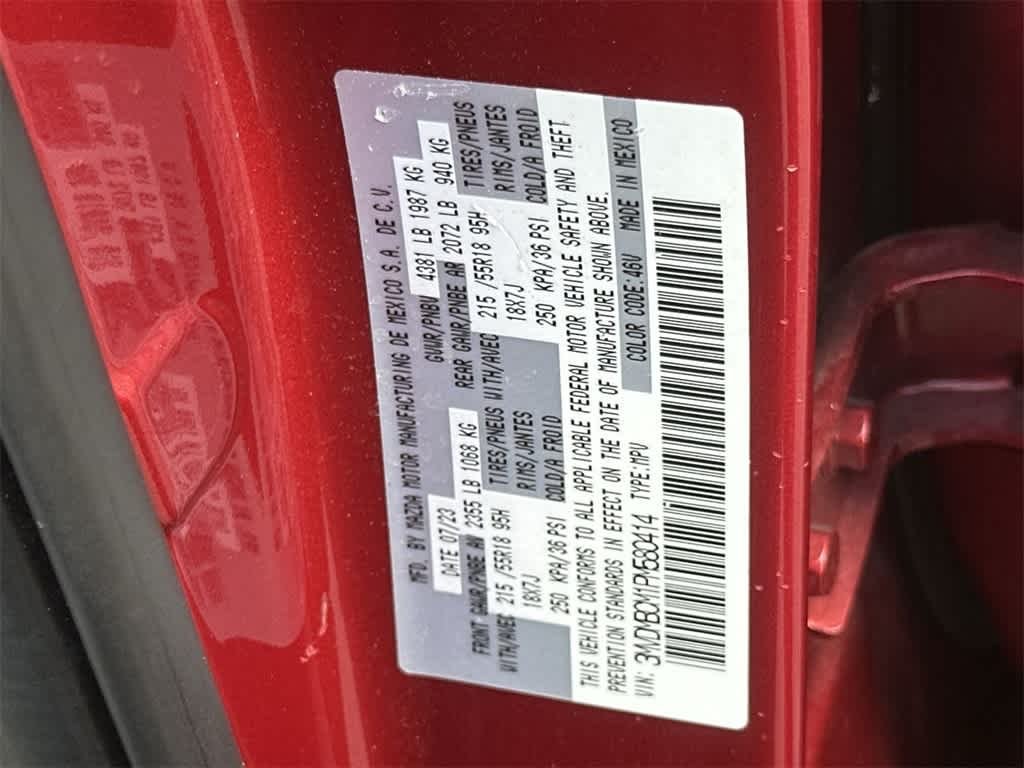 MFD. BY MAZDA MOTOR MANUFACTURING DE MEXICO S.A. DE C.V.
DATE 07/23 GVWR/PNBV 4381 LB 1987 KG
FRONT GAWR/PNBE AV 2355 LB 1068 KG REAR GAWR/PNBE AR 2072 LB 940 KG
WITH/AVEC 215 /55R18 95H TIRES/PNEUS WITH/AVEC 215 /55R18 95H TIRES/PNEUS
18X7J RIMS/JANTES 18X7J RIMS/JANTES
250 KPA/36 PSI COLD/A FROID 250 KPA/36 PSI COLD/A FROID
THIS VEHICLE CONFORMS TO ALL APPLICABLE FEDERAL MOTOR VEHICLE SAFETY AND THEFT
PREVENTION STANDARDS IN EFFECT ON THE DATE OF MANUFACTURE SHOWN ABOVE.
VIN: 3MVDMBCM1PM580414 TYPE:MPV COLOR CODE:46V MADE IN MEXICO